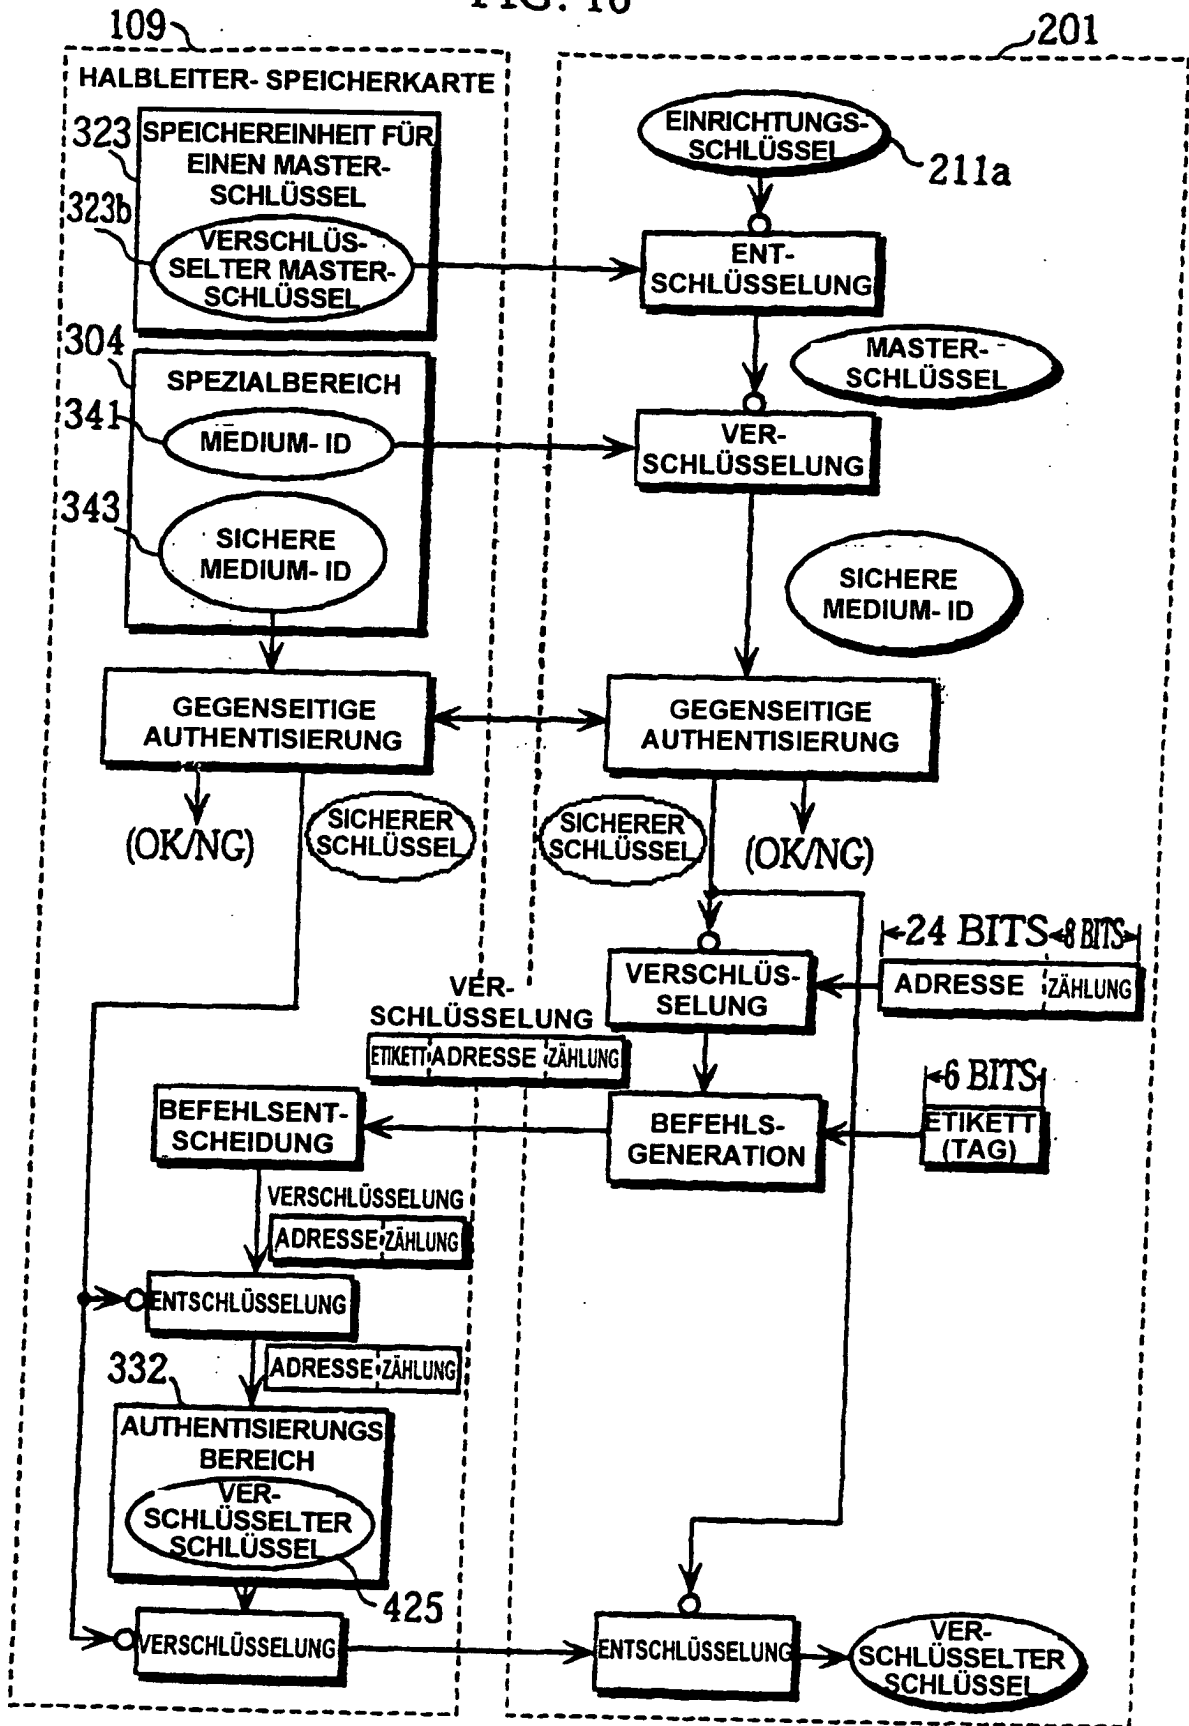 FIG. 16
109
201
HALBLEITER- SPEICHERKARTE
323
SPEICHEREINHEIT FÜR
EINEN MASTER-
SCHLÜSSEL
323b
VERSCHLÜS-
SELTER MASTER-
SCHLÜSSEL
EINRICHTUNGS-
SCHLÜSSEL
211a
ENT-
SCHLÜSSELUNG
304
SPEZIALBEREICH
341
MEDIUM- ID
343
SICHERE
MEDIUM- ID
MASTER-
SCHLÜSSEL
VER-
SCHLÜSSELUNG
SICHERE
MEDIUM- ID
GEGENSEITIGE
AUTHENTISIERUNG
GEGENSEITIGE
AUTHENTISIERUNG
(OK/NG)
SICHERER
SCHLÜSSEL
SICHERER
SCHLÜSSEL
(OK/NG)
24 BITS 8 BITS
VERSCHLÜS-
SELUNG
ADRESSE ZÄHLUNG
VER-
SCHLÜSSELUNG
ETIKETT ADRESSE ZÄHLUNG
6 BITS
BEFEHLSENT-
SCHEIDUNG
BEFEHLS-
GENERATION
ETIKETT
(TAG)
VERSCHLÜSSELUNG
ADRESSE ZÄHLUNG
ENTSCHLÜSSELUNG
ADRESSE ZÄHLUNG
332
AUTHENTISIERUNGS
BEREICH
VER-
SCHLÜSSELTER
SCHLÜSSEL
425
VERSCHLÜSSELUNG
ENTSCHLÜSSELUNG
VER-
SCHLÜSSELTER
SCHLÜSSEL